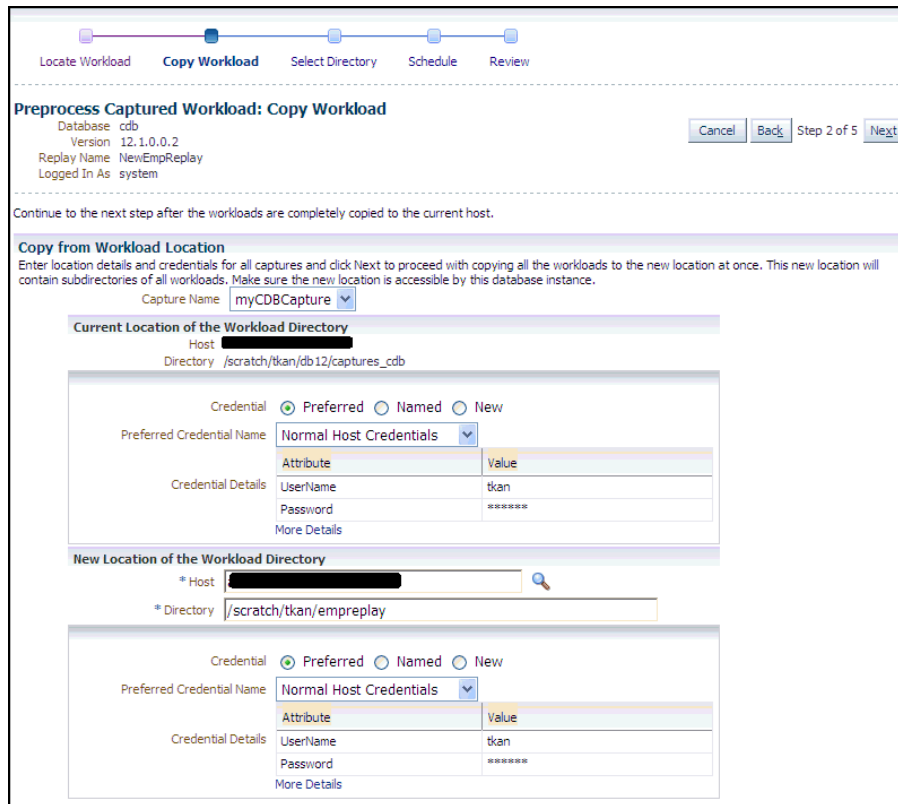 Locate Workload Copy Workload Select Directory Schedule Review
Preprocess Captured Workload: Copy Workload
Database cdb
Version 12.1.0.0.2
Replay Name NewEmpReplay
Logged In As system
Cancel Back Step 2 of 5 Next
Continue to the next step after the workloads are completely copied to the current host.
Copy from Workload Location
Enter location details and credentials for all captures and click Next to proceed with copying all the workloads to the new location at once. This new location will
contain subdirectories of all workloads. Make sure the new location is accessible by this database instance.
Capture Name myCDBCapture
Current Location of the Workload Directory
Host
Directory /scratch/tkan/db12/captures_cdb
Credential Preferred Named New
Preferred Credential Name Normal Host Credentials
Attribute Value
Credential Details UserName tkan
Password ******
More Details
New Location of the Workload Directory
* Host
* Directory /scratch/tkan/empreplay
Credential Preferred Named New
Preferred Credential Name Normal Host Credentials
Attribute Value
Credential Details UserName tkan
Password ******
More Details